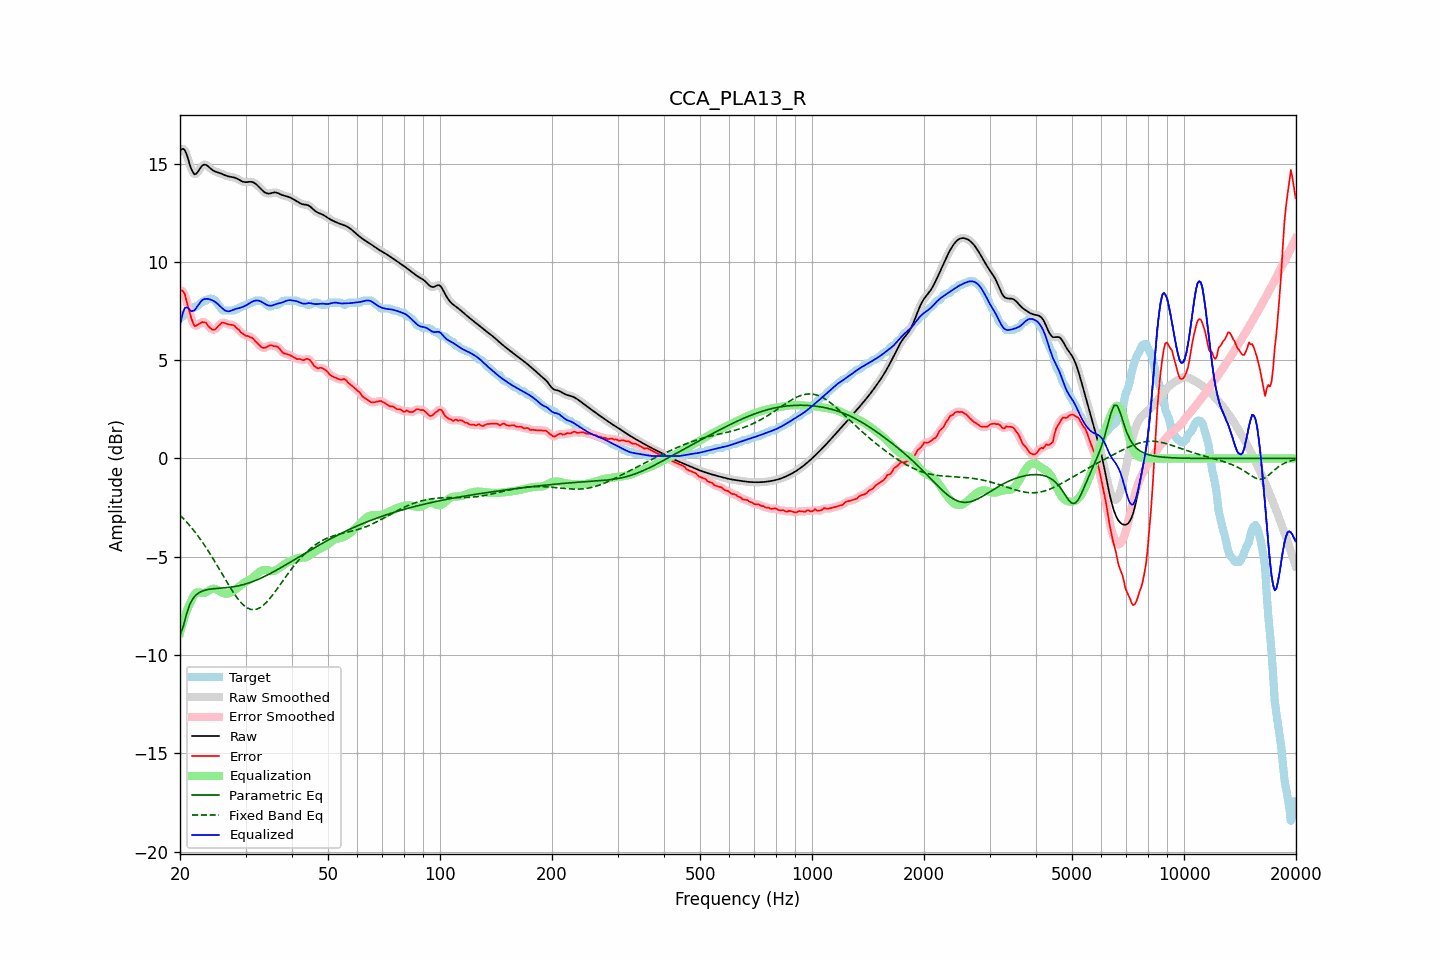 CCA_PLA13_R
Amplitude (dBr)
15
10
5
0
−5
−10
−15
−20
Target
Raw Smoothed
Error Smoothed
Raw
Error
Equalization
Parametric Eq
Fixed Band Eq
Equalized
20 50 100 200 500 1000 2000 5000 10000 20000
Frequency (Hz)